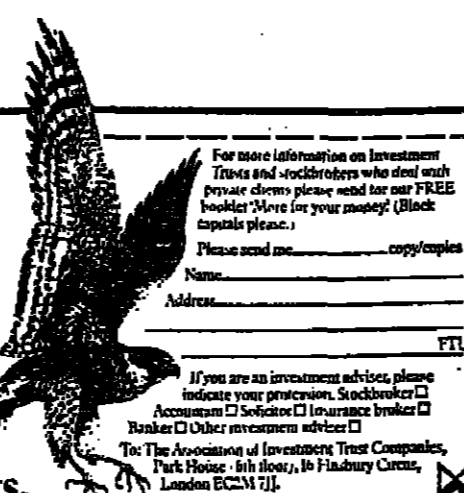 For more information on Investment
Trusts and stockbrokers who deal with
private clients please send for our FREE
booklet "More for your money." (Block
capitals please.)
Please send me copy/copies
Name
Address
FTU
If you are an investment adviser, please
indicate your profession. Stockbroker □
Accountant □ Solicitor □ Insurance broker □
Banker □ Other investment adviser □
To: The Association of Investment Trust Companies,
Park House (6th floor), 16 Finsbury Circus,
London EC2M 7JJ.